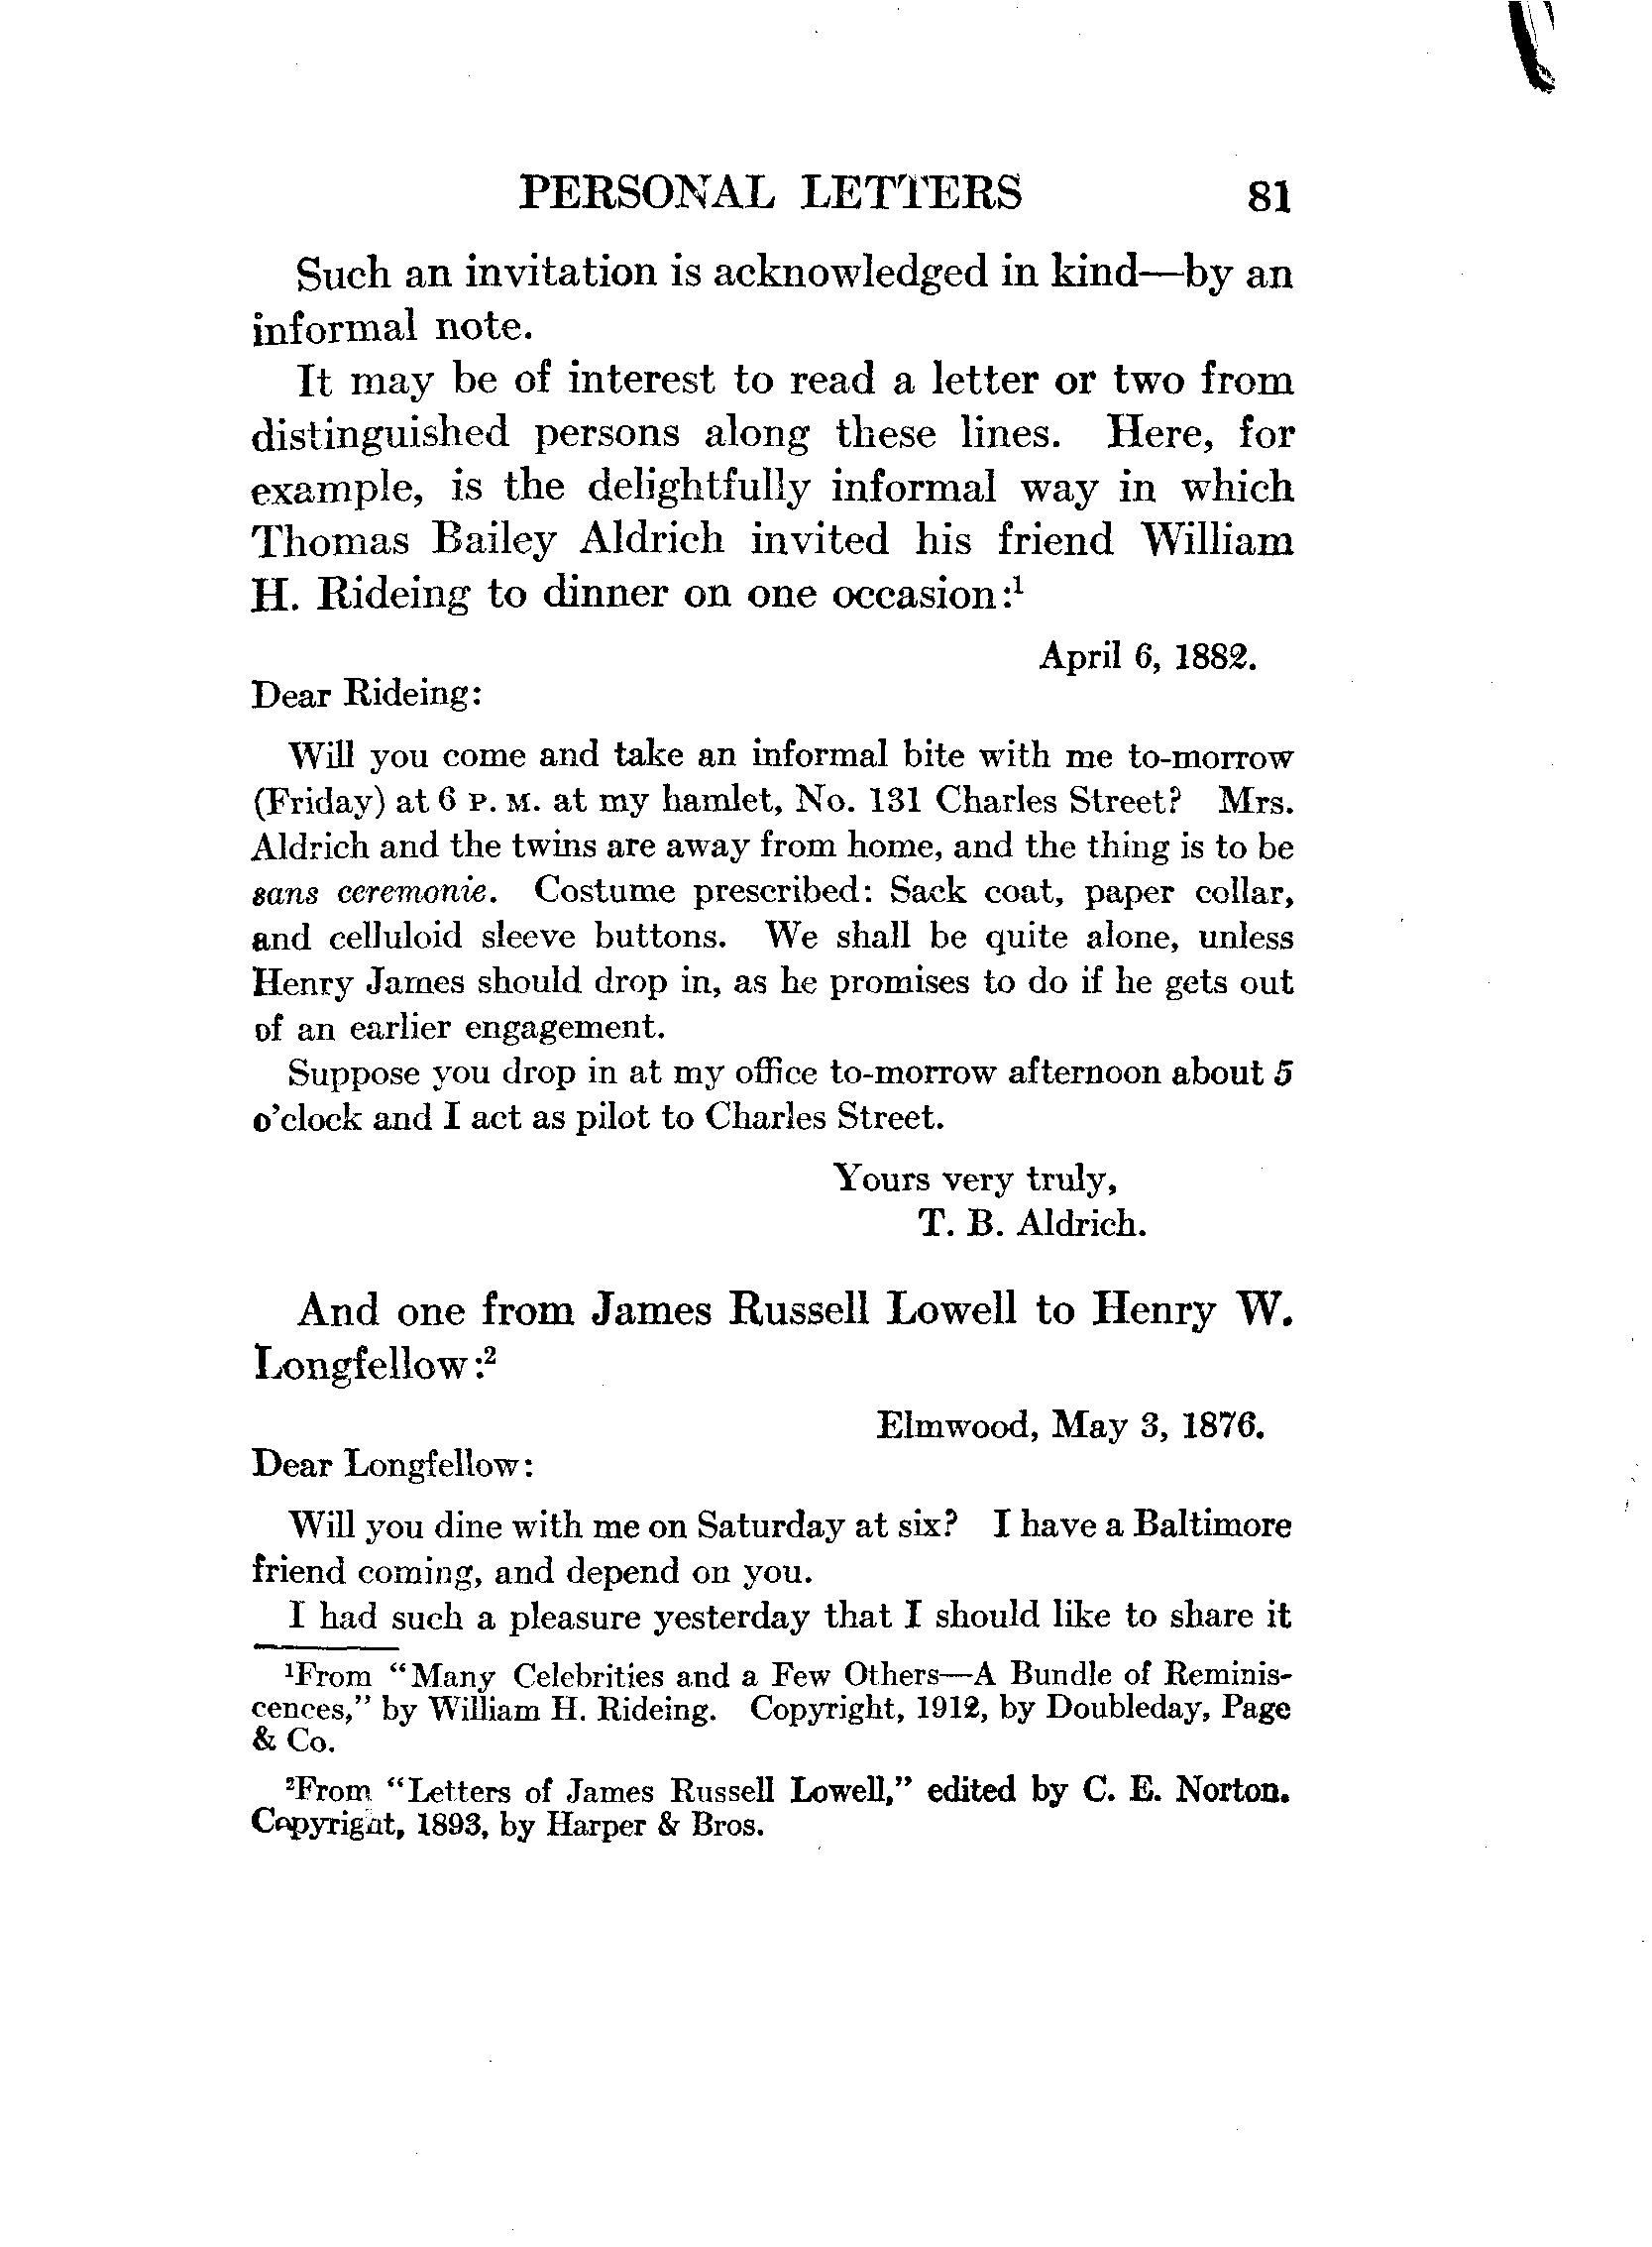 PERSONAL LETTERS 81
Such an invitation is acknowledged in kind—by an
informal note.
It may be of interest to read a letter or two from
distinguished persons along these lines. Here, for
example, is the delightfully informal way in which
Thomas Bailey Aldrich invited his friend William
H. Rideing to dinner on one occasion:¹
April 6, 1882.
Dear Rideing:
Will you come and take an informal bite with me to-morrow
(Friday) at 6 P. M. at my hamlet, No. 131 Charles Street? Mrs.
Aldrich and the twins are away from home, and the thing is to be
sans ceremonie. Costume prescribed: Sack coat, paper collar,
and celluloid sleeve buttons. We shall be quite alone, unless
Henry James should drop in, as he promises to do if he gets out
of an earlier engagement.
Suppose you drop in at my office to-morrow afternoon about 5
o'clock and I act as pilot to Charles Street.
Yours very truly,
T. B. Aldrich.
And one from James Russell Lowell to Henry W.
Longfellow:²
Elmwood, May 3, 1876.
Dear Longfellow:
Will you dine with me on Saturday at six? I have a Baltimore
friend coming, and depend on you.
I had such a pleasure yesterday that I should like to share it
¹From "Many Celebrities and a Few Others—A Bundle of Reminis-
cences," by William H. Rideing. Copyright, 1912, by Doubleday, Page
& Co.
²From "Letters of James Russell Lowell," edited by C. E. Norton.
Copyright, 1893, by Harper & Bros.